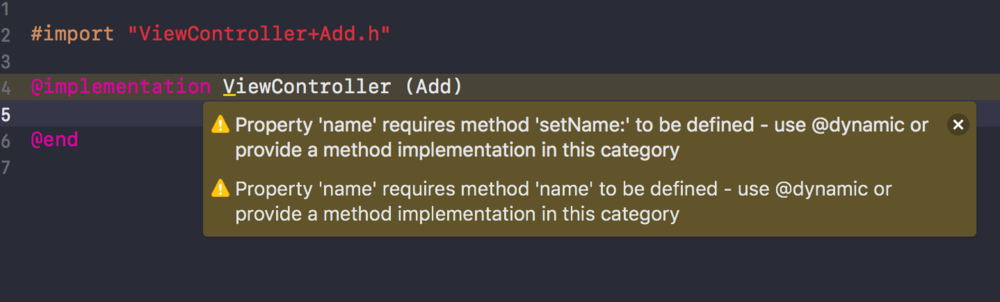 1
2 #import "ViewController+Add.h"
3
4 @implementation ViewController (Add)
5
Property 'name' requires method 'setName:' to be defined - use @dynamic or
provide a method implementation in this category
6 @end
7
Property 'name' requires method 'name' to be defined - use @dynamic or
provide a method implementation in this category